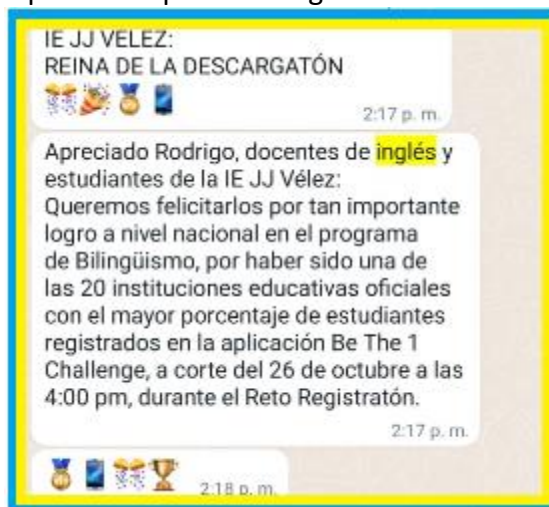 IE JJ VELEZ:
REINA DE LA DESCARGATÓN
🎊🎉🏅📱
2:17 p. m.
Apreciado Rodrigo, docentes de inglés y
estudiantes de la IE JJ Vélez:
Queremos felicitarlos por tan importante
logro a nivel nacional en el programa
de Bilingüismo, por haber sido una de
las 20 instituciones educativas oficiales
con el mayor porcentaje de estudiantes
registrados en la aplicación Be The 1
Challenge, a corte del 26 de octubre a las
4:00 pm, durante el Reto Registratón.
2:17 p. m.
🏅📱🎊🏆
2:18 p. m.